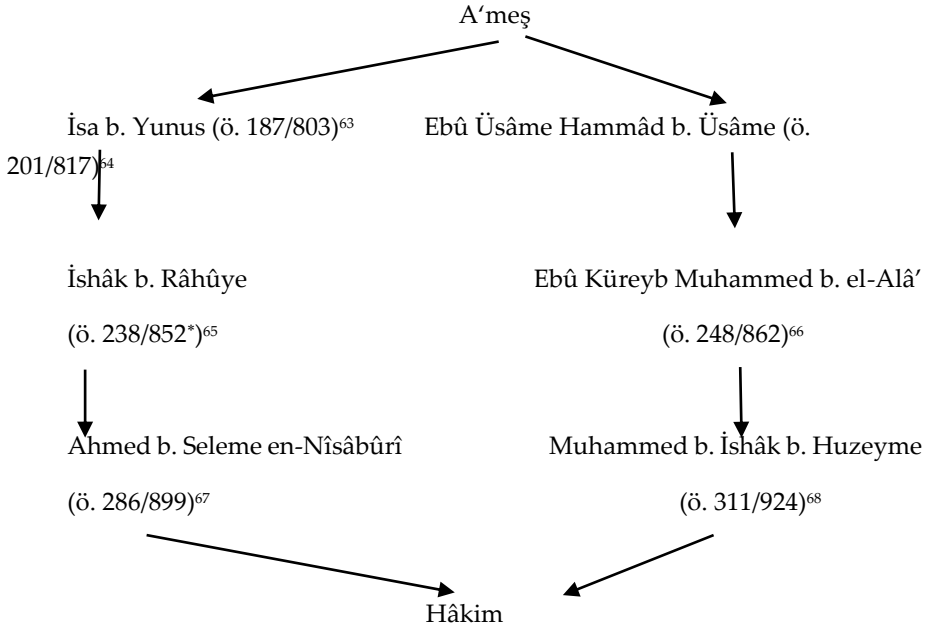 A‘meş
İsa b. Yunus (ö. 187/803)⁶³ Ebû Üsâme Hammâd b. Üsâme (ö.
201/817)⁶⁴
İshâk b. Râhûye Ebû Küreyb Muhammed b. el-Alâ’
(ö. 238/852*)⁶⁵ (ö. 248/862)⁶⁶
Ahmed b. Seleme en-Nîsâbûrî Muhammed b. İshâk b. Huzeyme
(ö. 286/899)⁶⁷ (ö. 311/924)⁶⁸
Hâkim